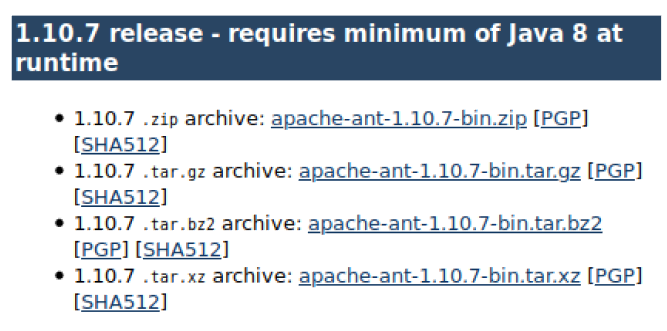 1.10.7 release - requires minimum of Java 8 at
runtime
• 1.10.7 .zip archive: apache-ant-1.10.7-bin.zip [PGP]
[SHA512]
• 1.10.7 .tar.gz archive: apache-ant-1.10.7-bin.tar.gz [PGP]
[SHA512]
• 1.10.7 .tar.bz2 archive: apache-ant-1.10.7-bin.tar.bz2
[PGP] [SHA512]
• 1.10.7 .tar.xz archive: apache-ant-1.10.7-bin.tar.xz [PGP]
[SHA512]